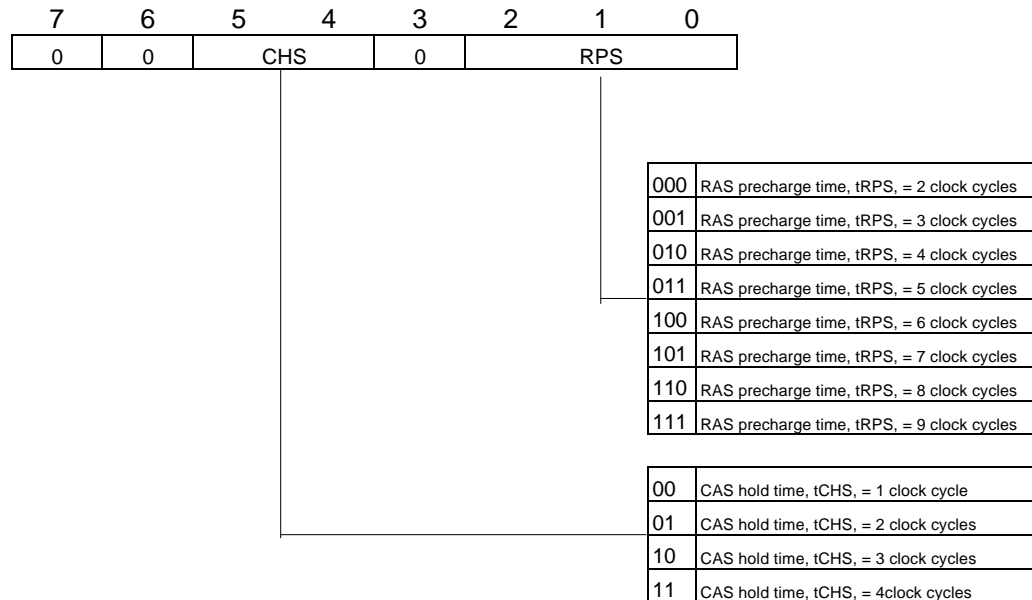 7 6 5 4 3 2 1 0
0 0 CHS 0 RPS
000 RAS precharge time, tRPS, = 2 clock cycles
001 RAS precharge time, tRPS, = 3 clock cycles
010 RAS precharge time, tRPS, = 4 clock cycles
011 RAS precharge time, tRPS, = 5 clock cycles
100 RAS precharge time, tRPS, = 6 clock cycles
101 RAS precharge time, tRPS, = 7 clock cycles
110 RAS precharge time, tRPS, = 8 clock cycles
111 RAS precharge time, tRPS, = 9 clock cycles
00 CAS hold time, tCHS, = 1 clock cycle
01 CAS hold time, tCHS, = 2 clock cycles
10 CAS hold time, tCHS, = 3 clock cycles
11 CAS hold time, tCHS, = 4clock cycles